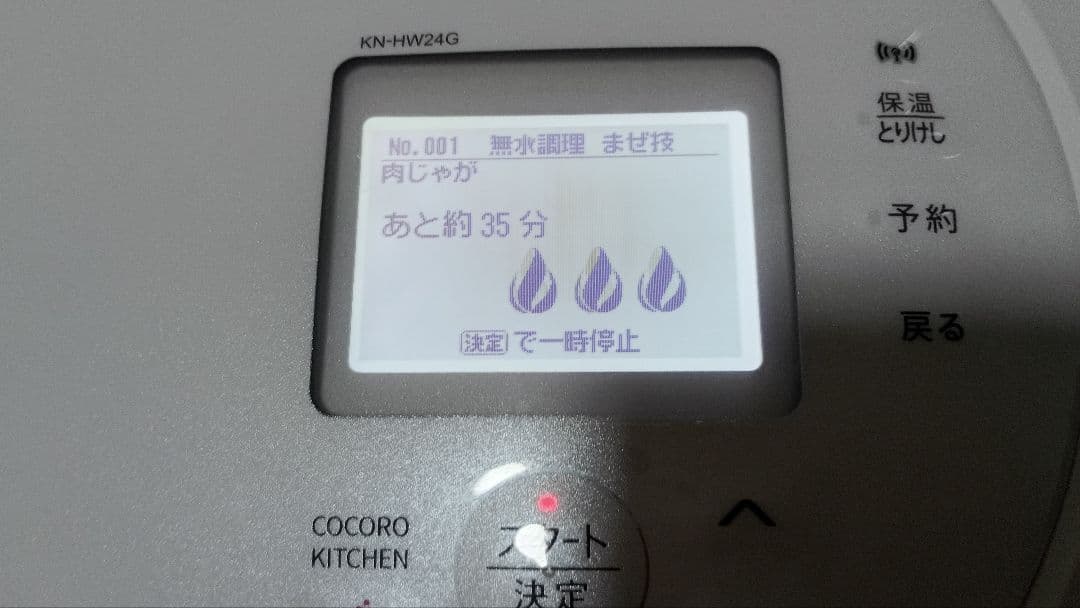 KN-HW24G
No.001 無水調理 まぜ技
肉じゃが
あと約 35 分
決定 で一時停止
保温
とりけし
予約
戻る
COCORO
KITCHEN
スタート
決定